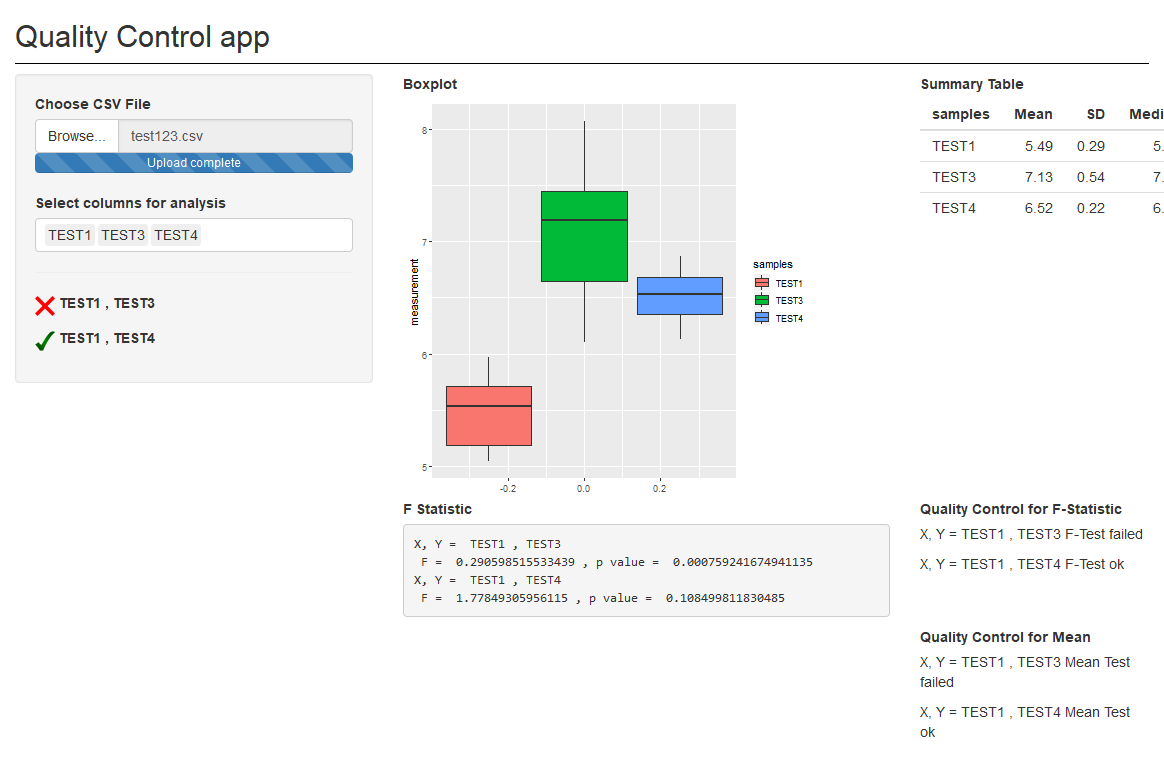 Quality Control app
Choose CSV File
Browse... test123.csv
Upload complete
Select columns for analysis
TEST1 TEST3 TEST4
TEST1 , TEST3
TEST1 , TEST4
Boxplot
8
7
6
5
measurement
-0.2 0.0 0.2
samples
TEST1
TEST3
TEST4
F Statistic
X, Y = TEST1 , TEST3
F = 0.290598515533439 , p value = 0.000759241674941135
X, Y = TEST1 , TEST4
F = 1.77849305956115 , p value = 0.108499811830485
Summary Table
samples Mean SD Medi
TEST1 5.49 0.29 5.
TEST3 7.13 0.54 7.
TEST4 6.52 0.22 6.
Quality Control for F-Statistic
X, Y = TEST1 , TEST3 F-Test failed
X, Y = TEST1 , TEST4 F-Test ok
Quality Control for Mean
X, Y = TEST1 , TEST3 Mean Test
failed
X, Y = TEST1 , TEST4 Mean Test
ok